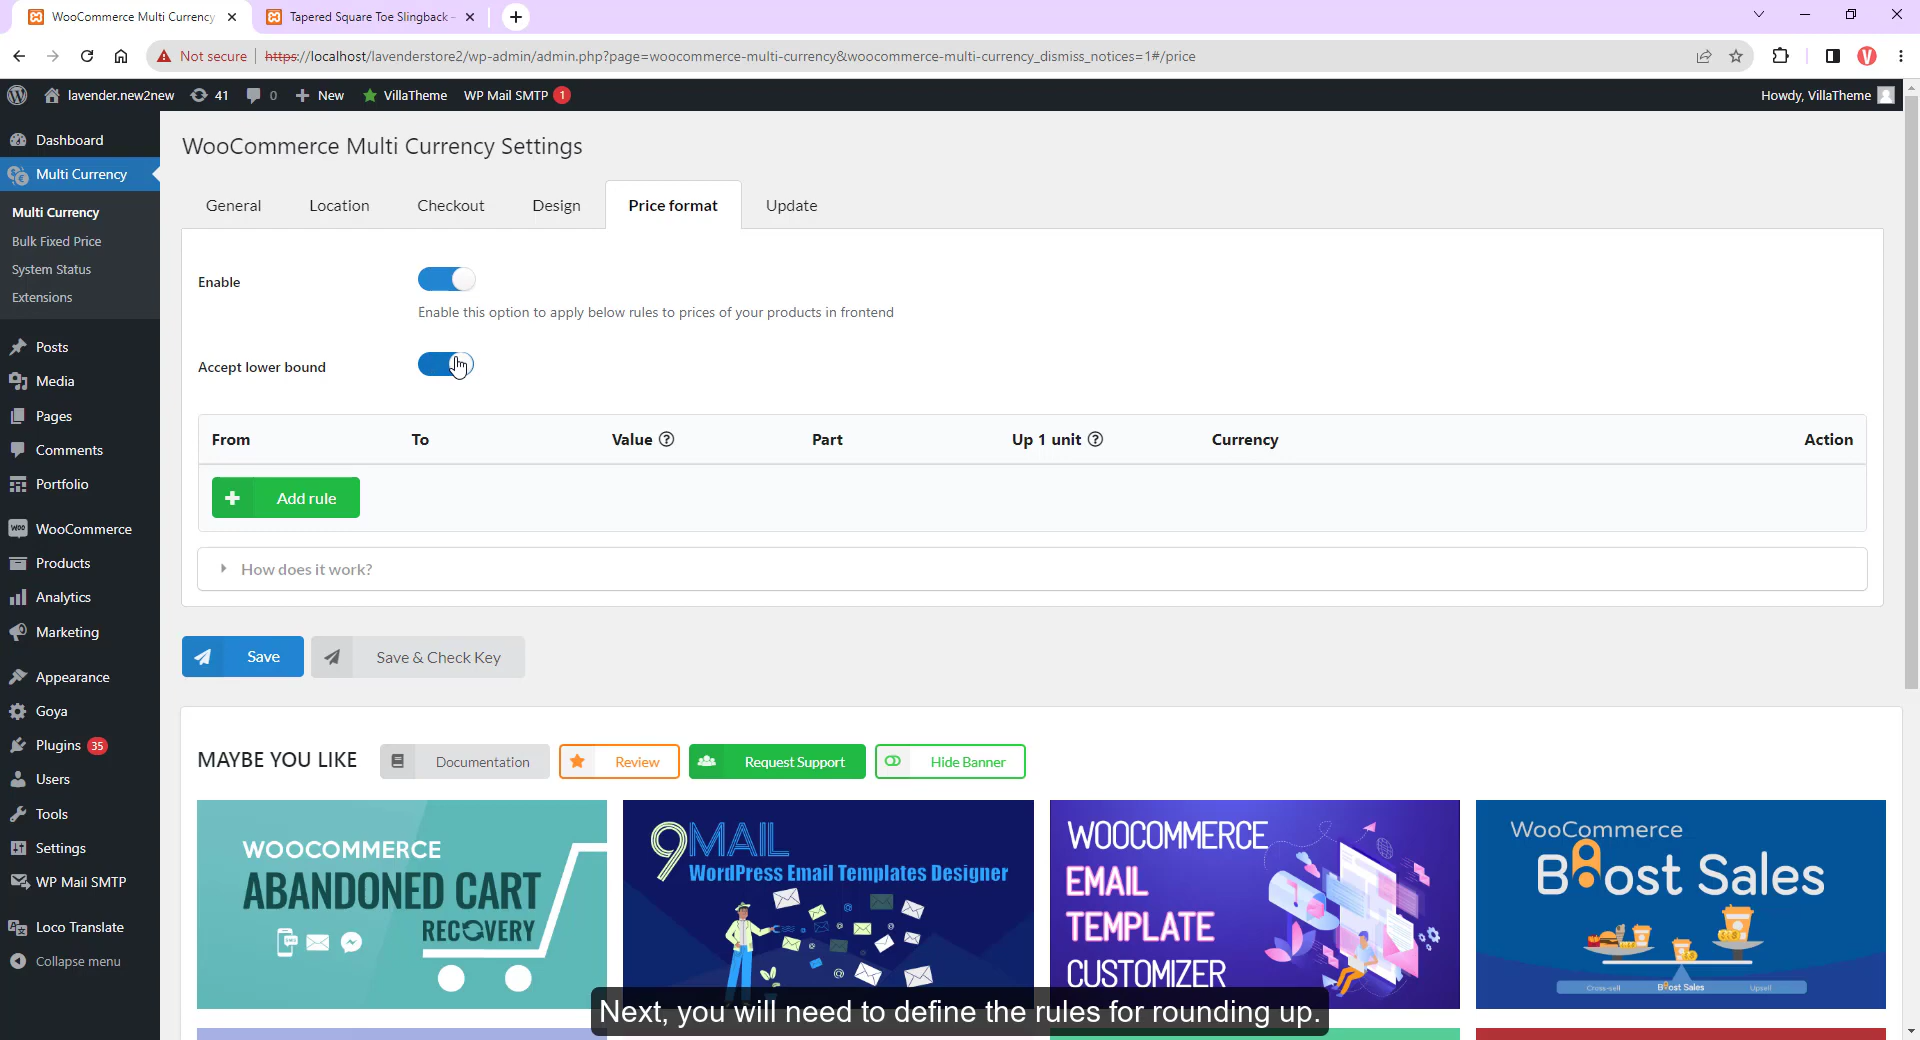 WooCommerce Multi Currency
Tapered Square Toe Slingback -
Not secure
https://localhost/lavenderstore2/wp-admin/admin.php?page=woocommerce-multi-currency&woocommerce-multi-currency_dismiss_notices=1#/price
lavender.new2new 41 0 New VillaTheme WP Mail SMTP 1
Howdy, VillaTheme
Dashboard
Multi Currency
Multi Currency
Bulk Fixed Price
System Status
Extensions
Posts
Media
Pages
Comments
Portfolio
WooCommerce
Products
Analytics
Marketing
Appearance
Goya
Plugins 35
Users
Tools
Settings
WP Mail SMTP
Loco Translate
Collapse menu
WooCommerce Multi Currency Settings
General Location Checkout Design Price format Update
Enable
Enable this option to apply below rules to prices of your products in frontend
Accept lower bound
From To Value Part Up 1 unit Currency Action
Add rule
How does it work?
Save Save & Check Key
MAYBE YOU LIKE Documentation Review Request Support Hide Banner
WOOCOMMERCE
ABANDONED CART
RECOVERY
9MAIL
WordPress Email Templates Designer
WOOCOMMERCE
EMAIL
TEMPLATE
CUSTOMIZER
WooCommerce
Boost Sales
Cross-sell Boost Sales Upsell
Next, you will need to define the rules for rounding up.